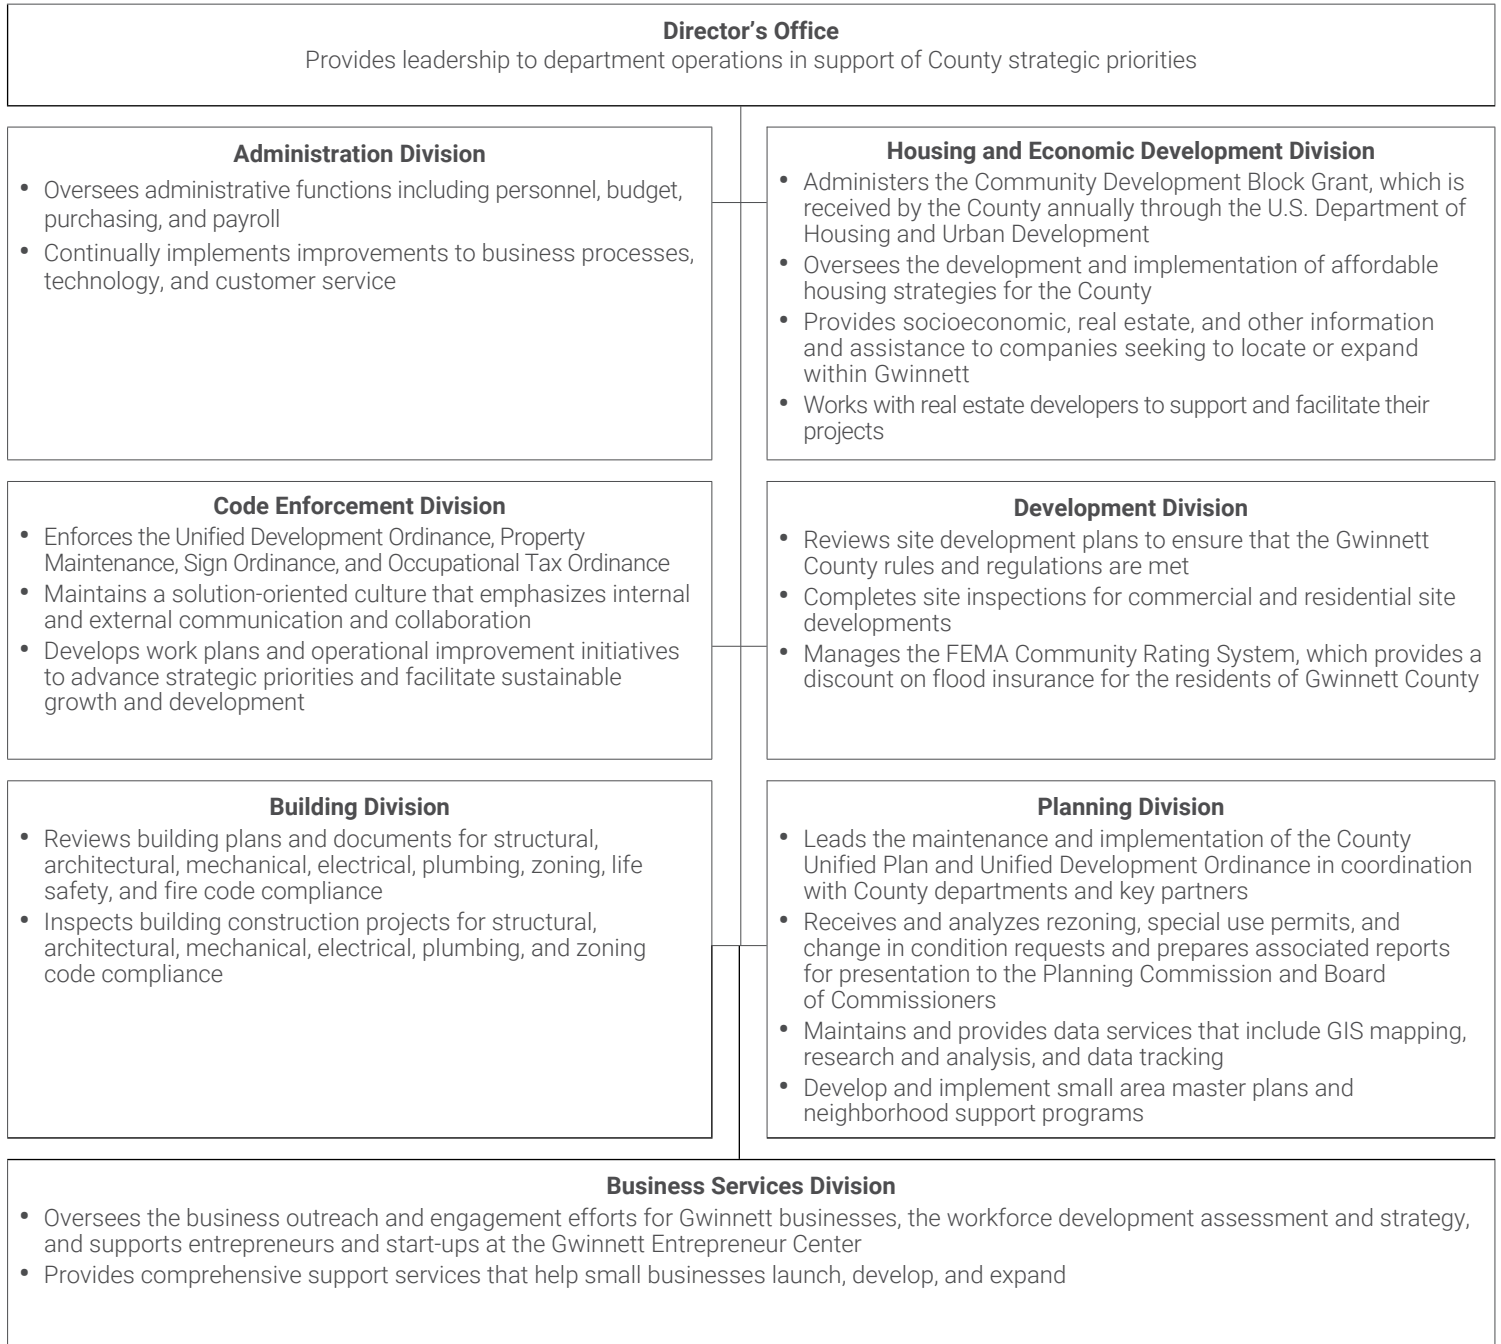 Director’s Office
Provides leadership to department operations in support of County strategic priorities
Administration Division
• Oversees administrative functions including personnel, budget,
purchasing, and payroll
• Continually implements improvements to business processes,
technology, and customer service
Housing and Economic Development Division
• Administers the Community Development Block Grant, which is
received by the County annually through the U.S. Department of
Housing and Urban Development
• Oversees the development and implementation of affordable
housing strategies for the County
• Provides socioeconomic, real estate, and other information
and assistance to companies seeking to locate or expand
within Gwinnett
• Works with real estate developers to support and facilitate their
projects
Code Enforcement Division
• Enforces the Unified Development Ordinance, Property
Maintenance, Sign Ordinance, and Occupational Tax Ordinance
• Maintains a solution-oriented culture that emphasizes internal
and external communication and collaboration
• Develops work plans and operational improvement initiatives
to advance strategic priorities and facilitate sustainable
growth and development
Development Division
• Reviews site development plans to ensure that the Gwinnett
County rules and regulations are met
• Completes site inspections for commercial and residential site
developments
• Manages the FEMA Community Rating System, which provides a
discount on flood insurance for the residents of Gwinnett County
Building Division
• Reviews building plans and documents for structural,
architectural, mechanical, electrical, plumbing, zoning, life
safety, and fire code compliance
• Inspects building construction projects for structural,
architectural, mechanical, electrical, plumbing, and zoning
code compliance
Planning Division
• Leads the maintenance and implementation of the County
Unified Plan and Unified Development Ordinance in coordination
with County departments and key partners
• Receives and analyzes rezoning, special use permits, and
change in condition requests and prepares associated reports
for presentation to the Planning Commission and Board
of Commissioners
• Maintains and provides data services that include GIS mapping,
research and analysis, and data tracking
• Develop and implement small area master plans and
neighborhood support programs
Business Services Division
• Oversees the business outreach and engagement efforts for Gwinnett businesses, the workforce development assessment and strategy,
and supports entrepreneurs and start-ups at the Gwinnett Entrepreneur Center
• Provides comprehensive support services that help small businesses launch, develop, and expand